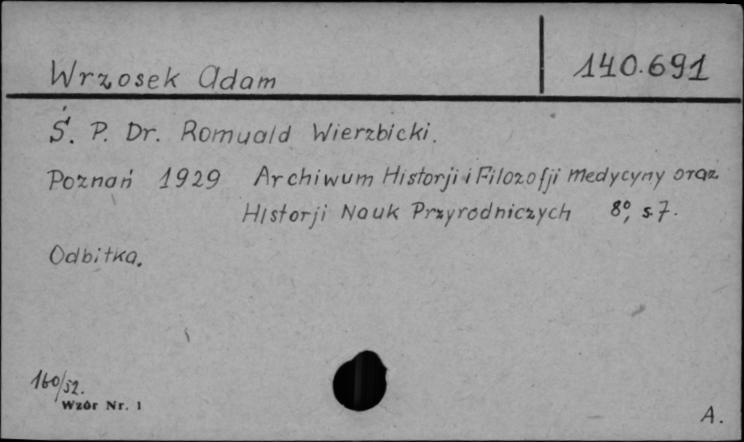 Wrzosek Adam 140.691
Ś. P. Dr. Romuald Wierzbicki.
Poznań 1929 Archiwum Historji i Filozofji Medycyny oraz
Historji Nauk Przyrodniczych 8°, s. 7.
Odbitka.
160/52.
Wzór Nr. 1
A.